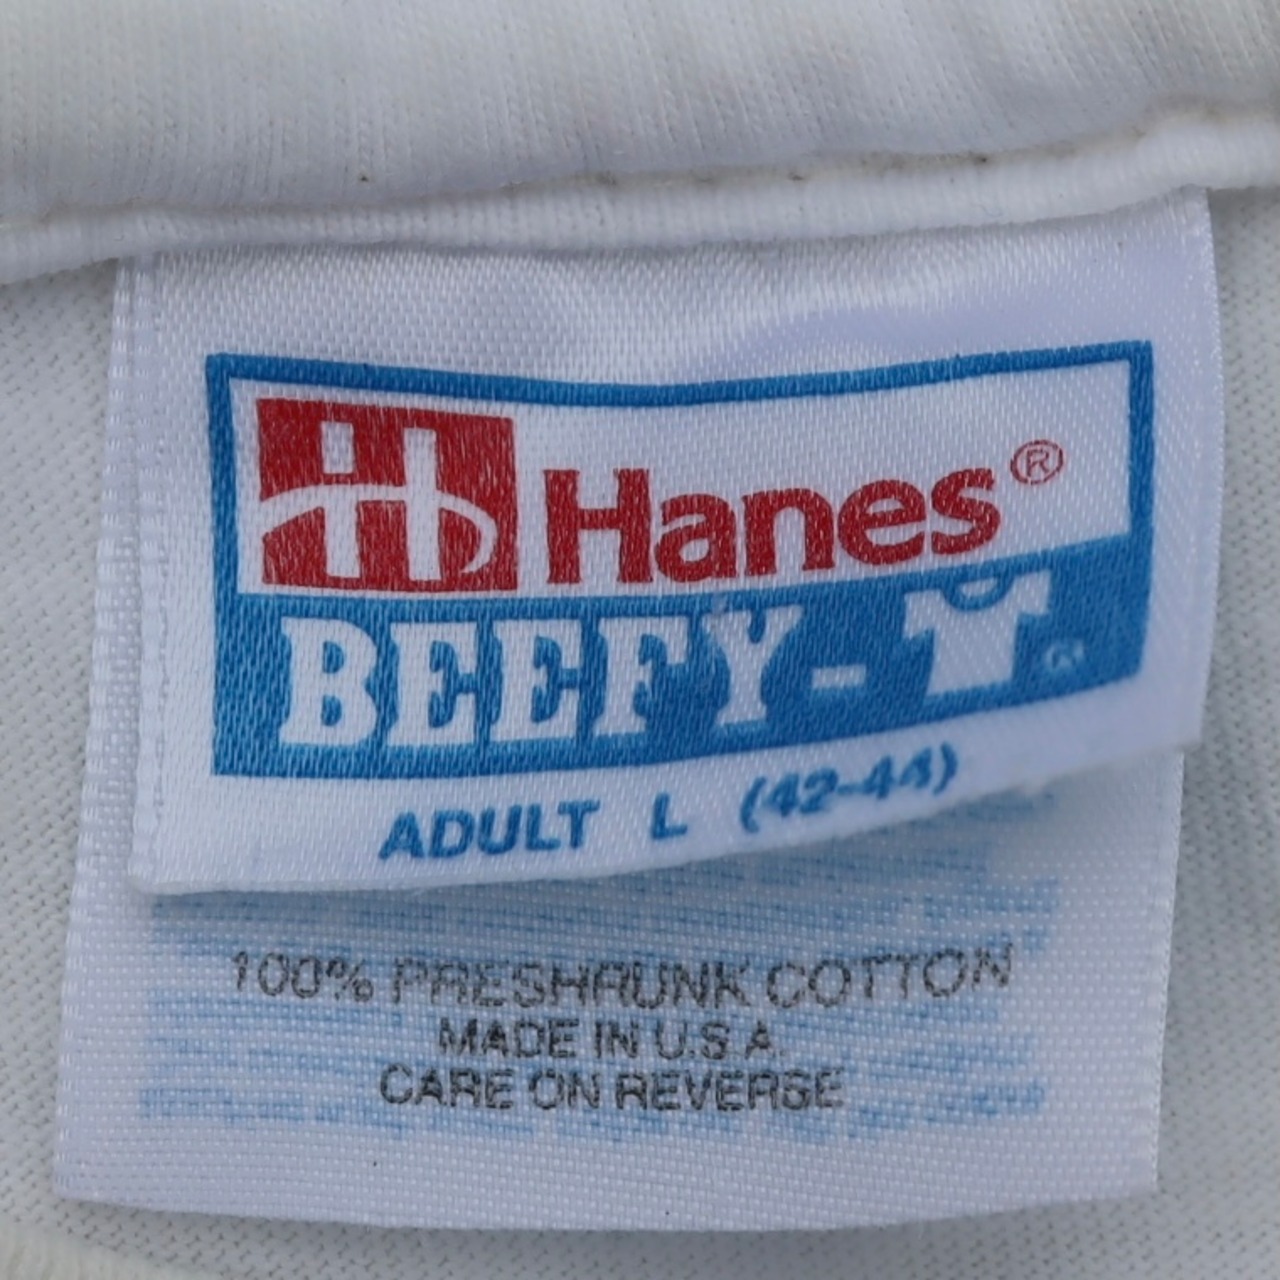 Hanes®
BEEFY-T®
ADULT L (42-44)
100% PRESHRUNK COTTON
MADE IN U.S.A.
CARE ON REVERSE